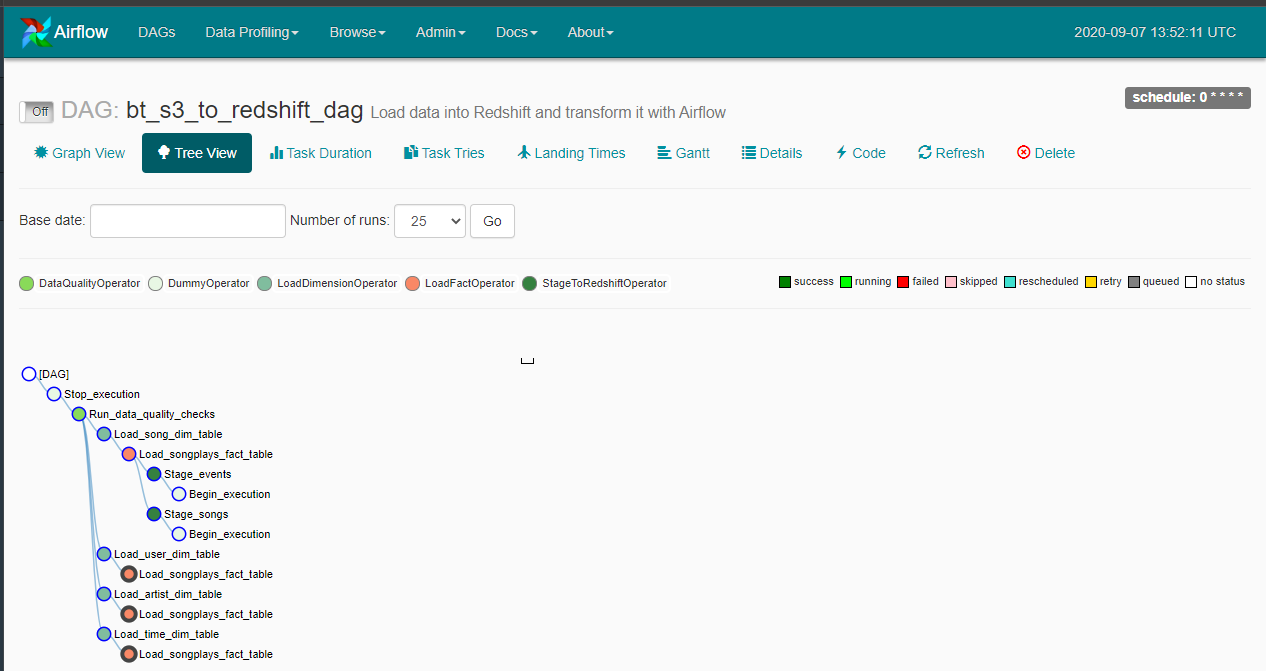 Airflow DAGs Data Profiling Browse Admin Docs About 2020-09-07 13:52:11 UTC
Off DAG: bt_s3_to_redshift_dag Load data into Redshift and transform it with Airflow schedule: 0 * * * *
Graph View Tree View Task Duration Task Tries Landing Times Gantt Details Code Refresh Delete
Base date: Number of runs: 25 Go
DataQualityOperator DummyOperator LoadDimensionOperator LoadFactOperator StageToRedshiftOperator success running failed skipped rescheduled retry queued no status
[DAG]
Stop_execution
Run_data_quality_checks
Load_song_dim_table
Load_songplays_fact_table
Stage_events
Begin_execution
Stage_songs
Begin_execution
Load_user_dim_table
Load_songplays_fact_table
Load_artist_dim_table
Load_songplays_fact_table
Load_time_dim_table
Load_songplays_fact_table